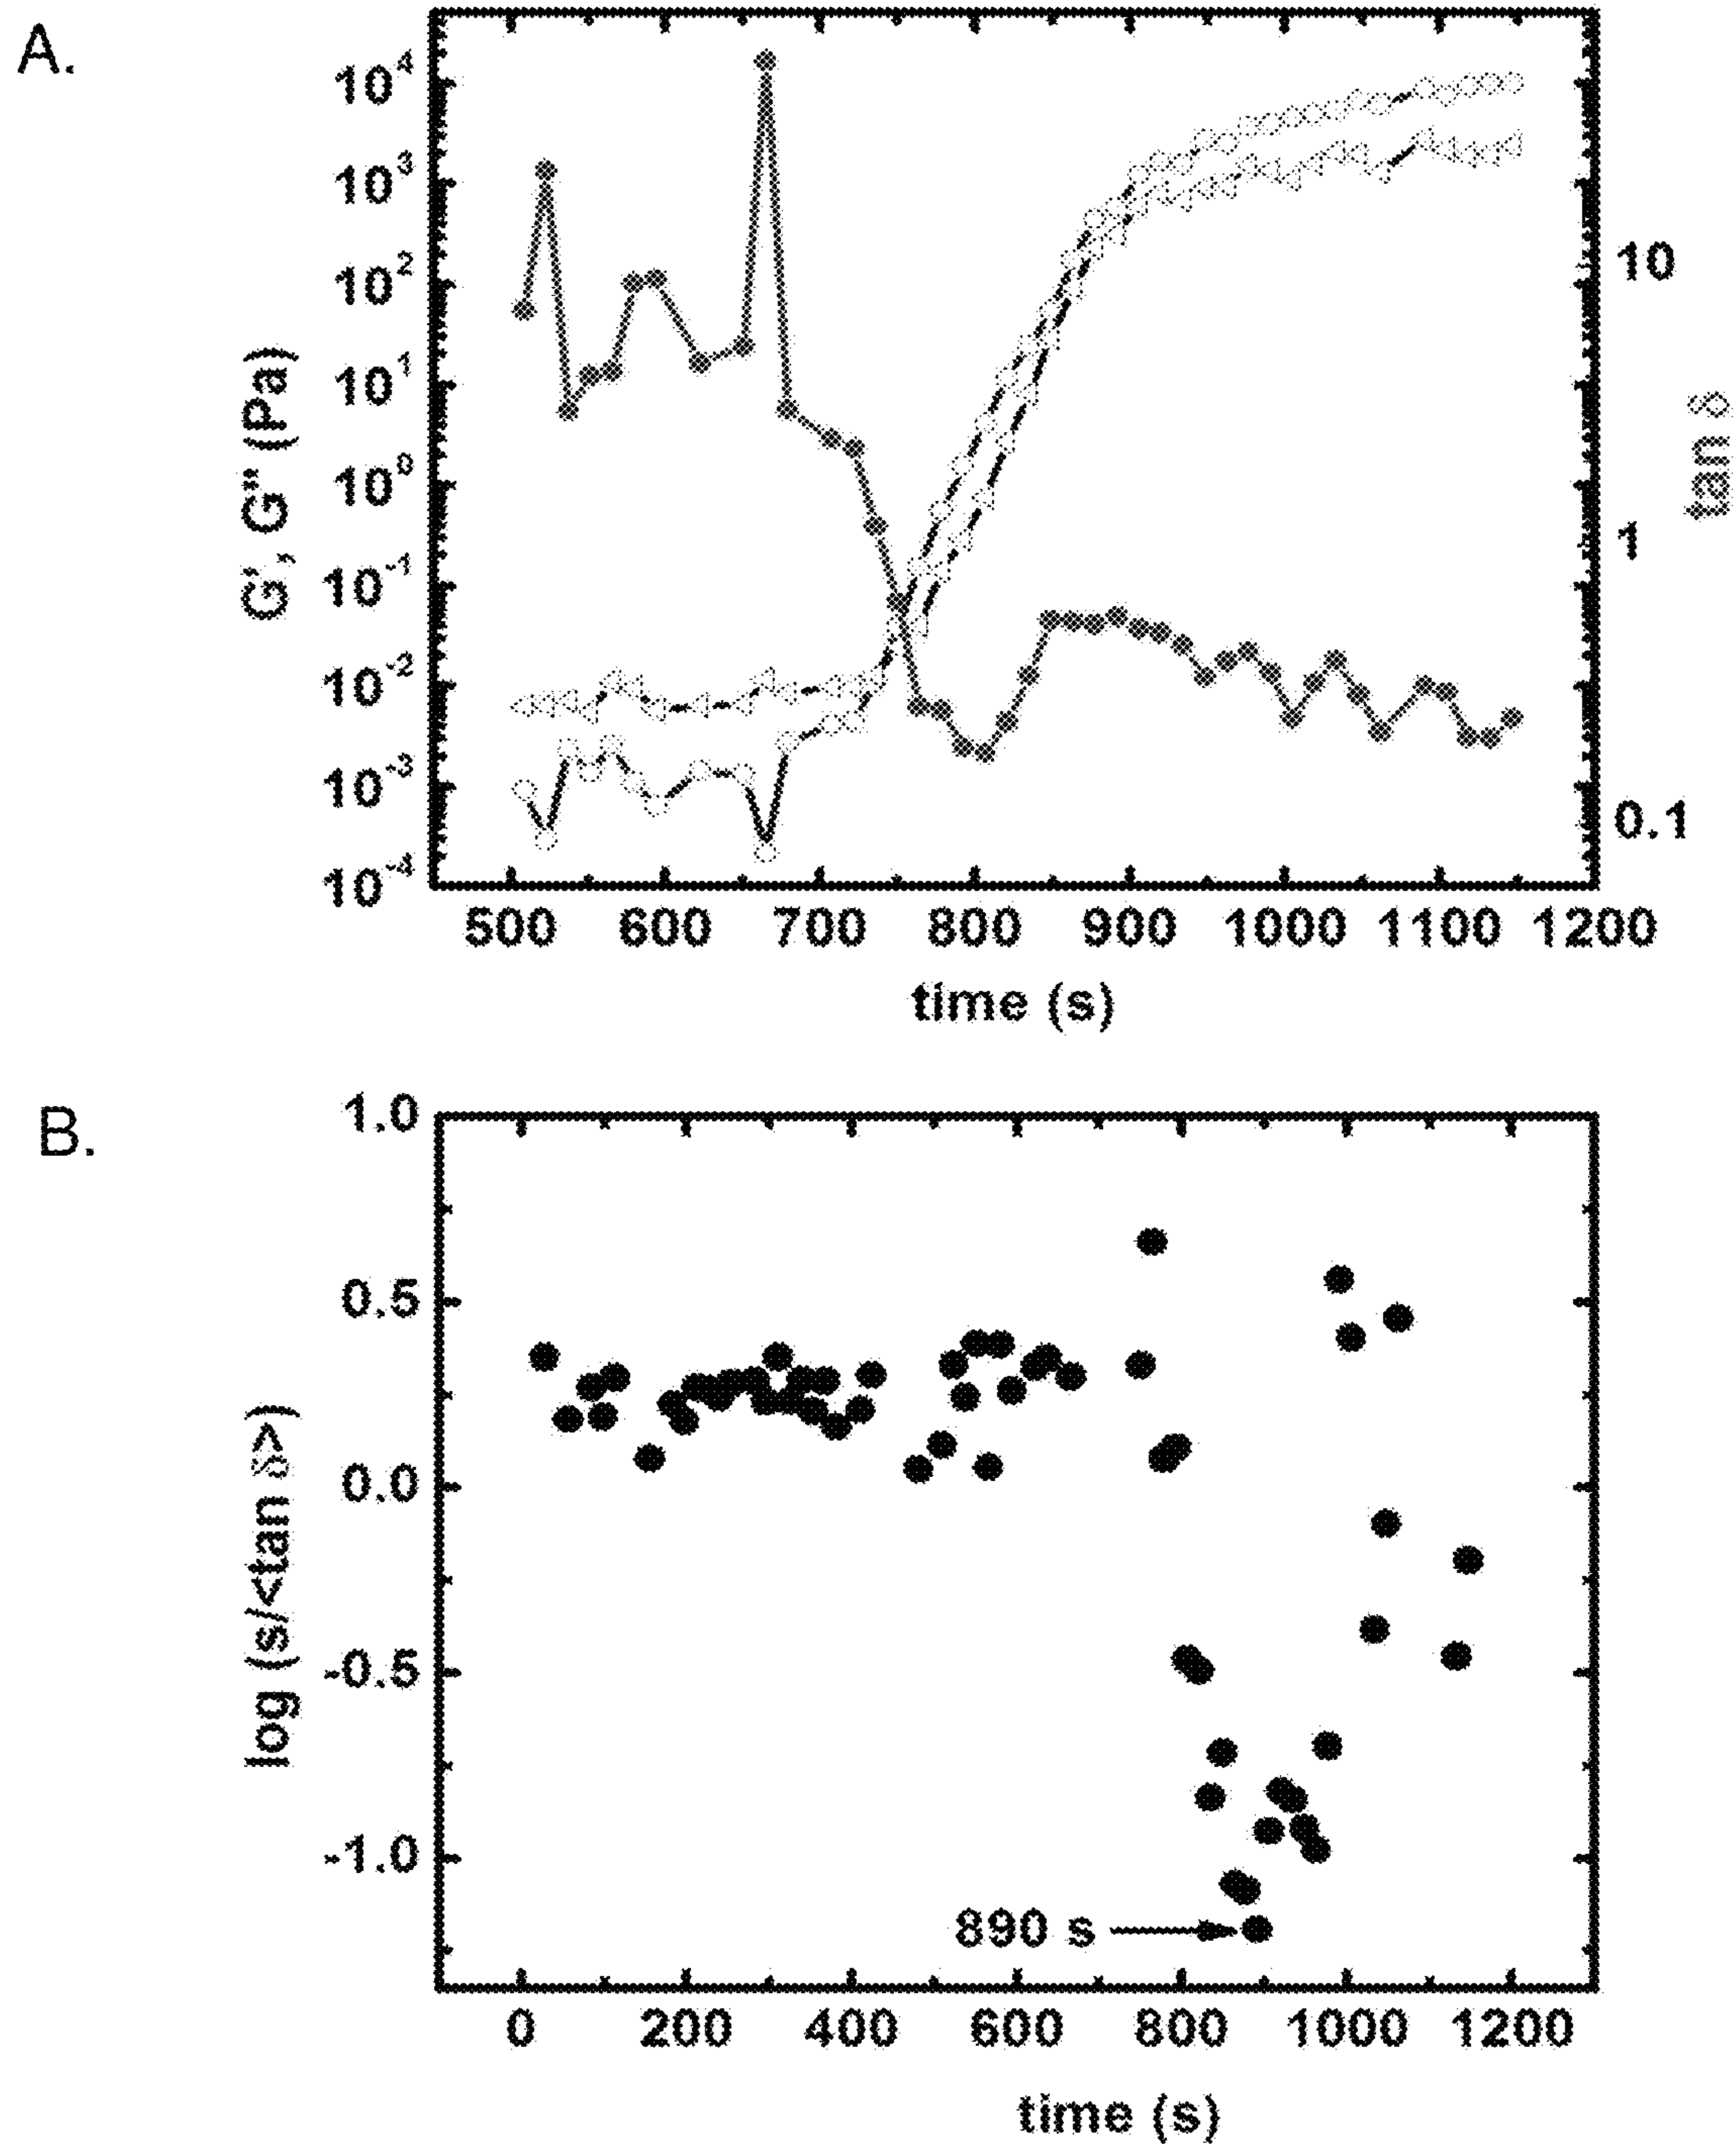 A.
10^4
10^3
10^2
10^1
10^0
10^-1
10^-2
10^-3
10^-4
G', G'' (Pa)
10
1
0.1
tan δ
500 600 700 800 900 1000 1100 1200
time (s)
B.
1.0
0.5
0.0
-0.5
-1.0
log (s/<tan δ>)
890 s
0 200 400 600 800 1000 1200
time (s)